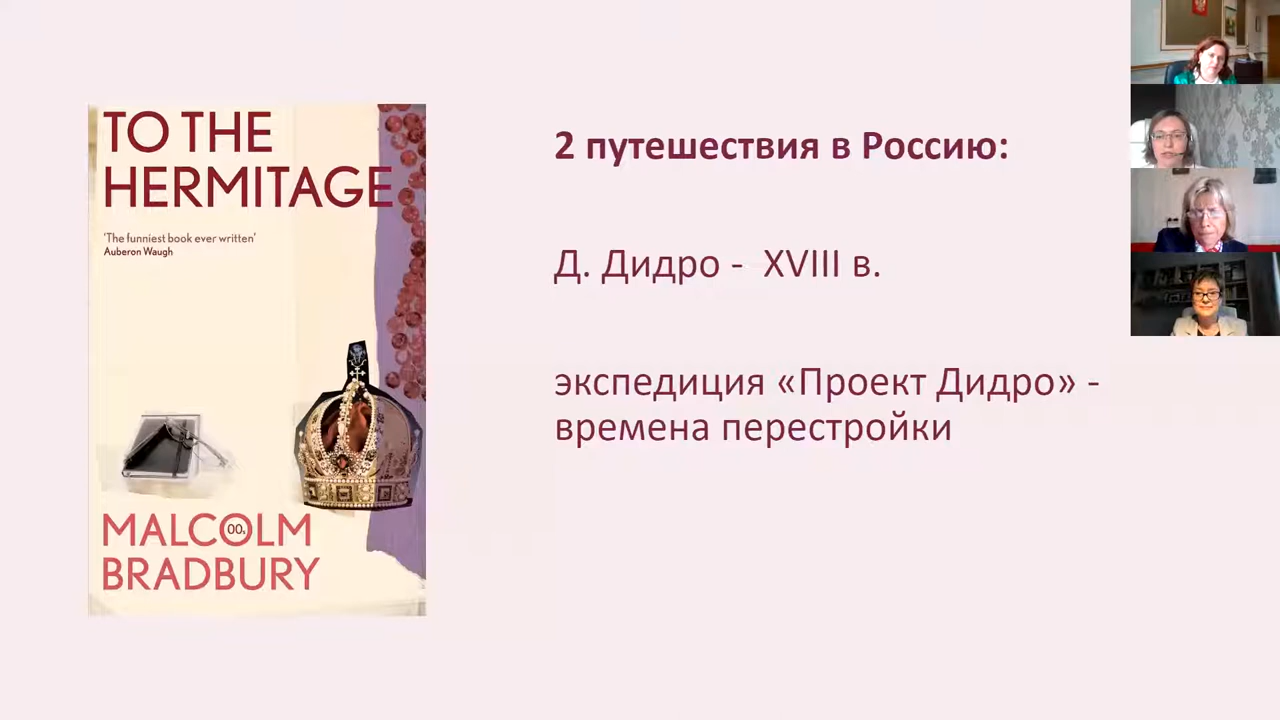 TO THE
HERMITAGE
'The funniest book ever written'
Auberon Waugh
MALCOLM
BRADBURY
00s
2 путешествия в Россию:
Д. Дидро - XVIII в.
экспедиция «Проект Дидро» -
времена перестройки